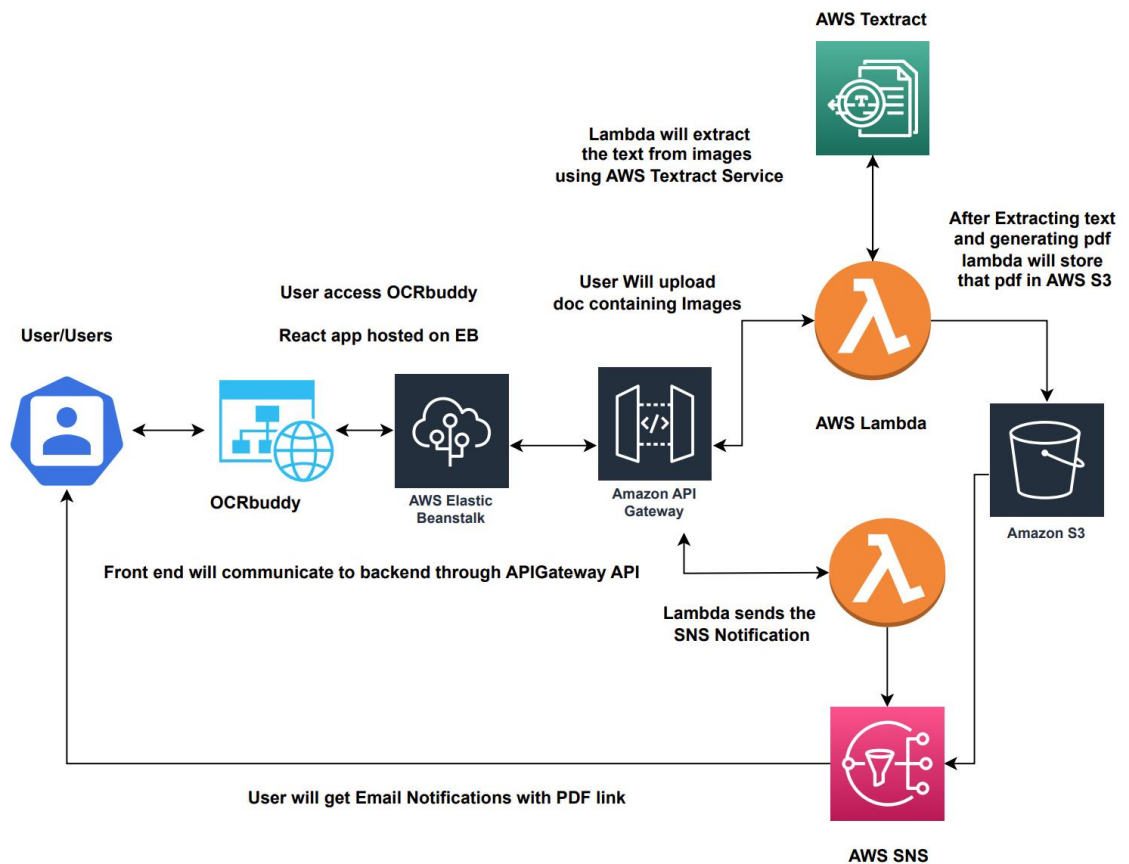 AWS Textract
Lambda will extract
the text from images
using AWS Textract Service
After Extracting text
and generating pdf
lambda will store
that pdf in AWS S3
User Will upload
doc containing Images
User access OCRbuddy
React app hosted on EB
User/Users
AWS Lambda
OCRbuddy
AWS Elastic
Beanstalk
</>
Amazon API
Gateway
Amazon S3
Front end will communicate to backend through APIGateway API
Lambda sends the
SNS Notification
User will get Email Notifications with PDF link
AWS SNS
T